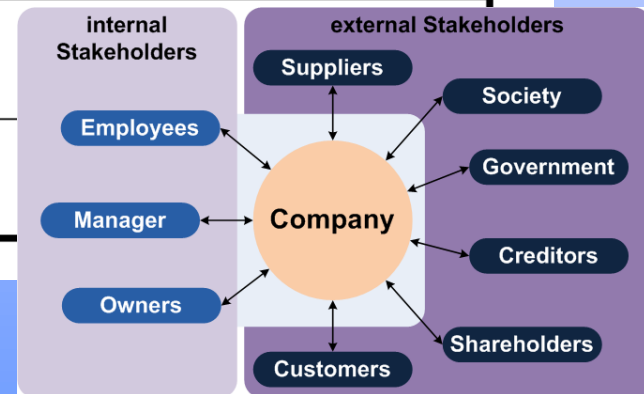 internal
Stakeholders
external Stakeholders
Suppliers
Society
Employees
Government
Manager
Company
Creditors
Owners
Shareholders
Customers